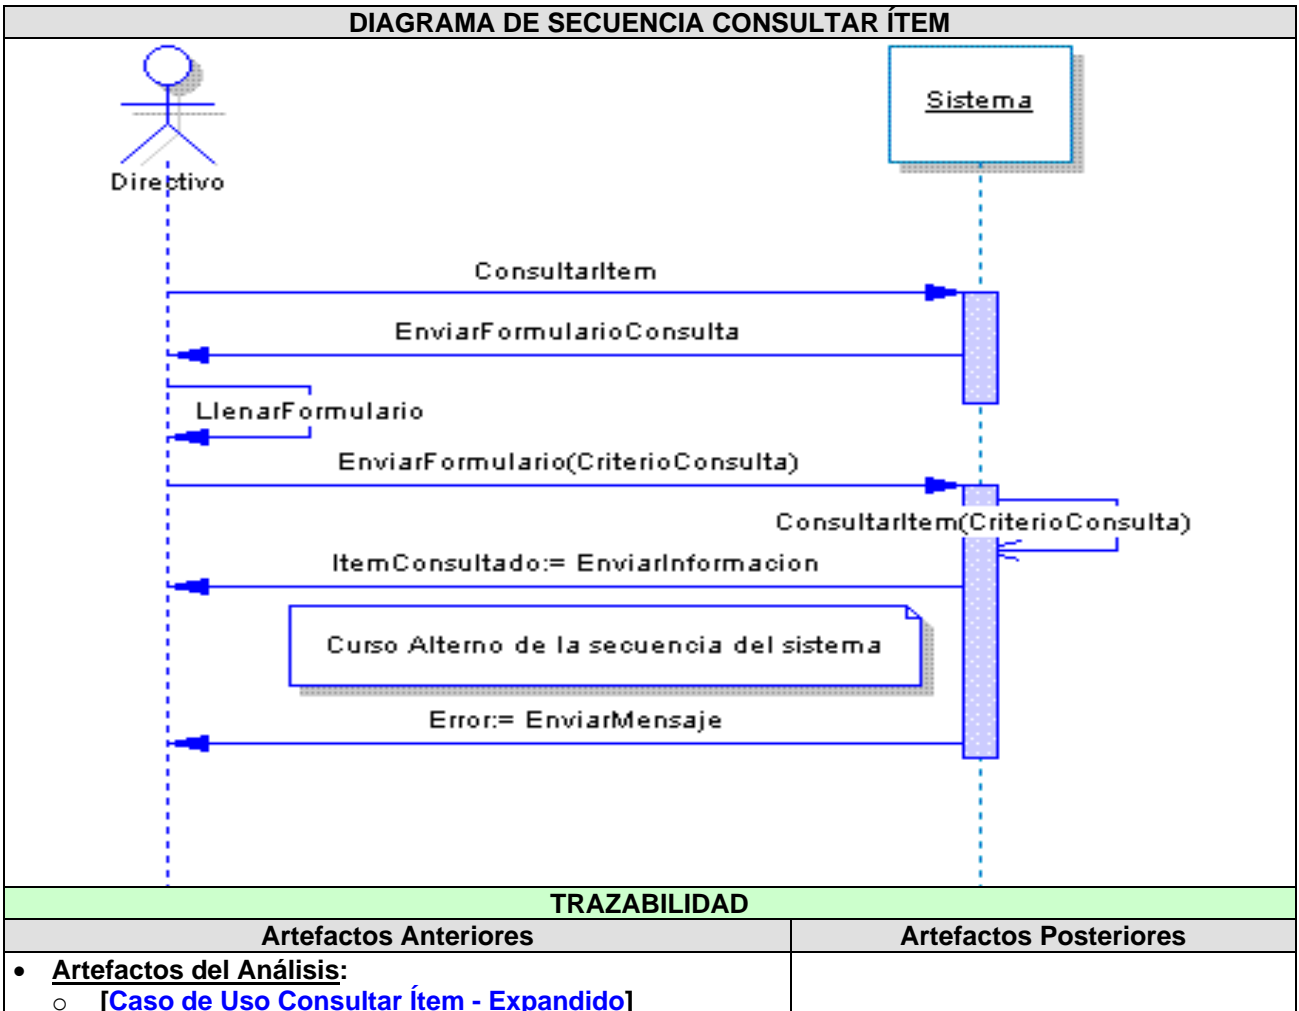 DIAGRAMA DE SECUENCIA CONSULTAR ÍTEM
Sistema
Directivo
ConsultarItem
EnviarFormularioConsulta
LlenarFormulario
EnviarFormulario(CriterioConsulta)
ConsultarItem(CriterioConsulta)
ItemConsultado:= EnviarInformacion
Curso Alterno de la secuencia del sistema
Error:= EnviarMensaje
TRAZABILIDAD
Artefactos Anteriores
Artefactos Posteriores
• Artefactos del Análisis:
o [Caso de Uso Consultar Ítem - Expandido]